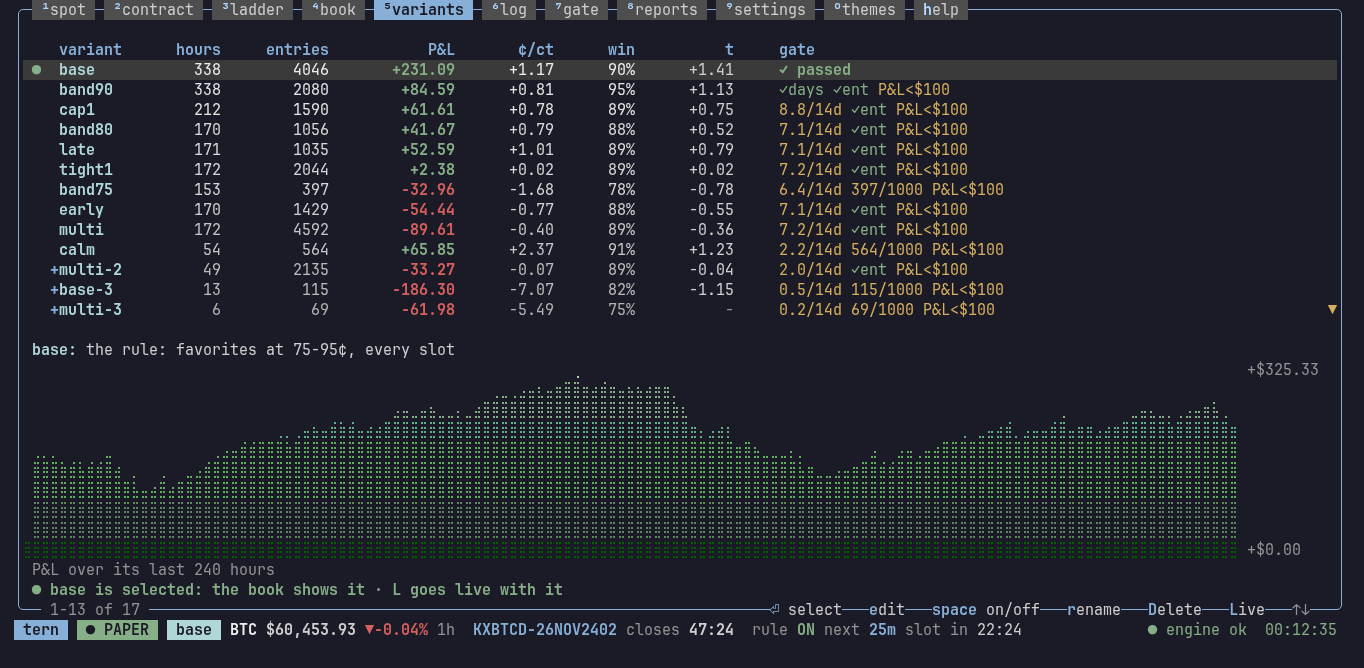 ¹spot ²contract ³ladder ⁴book ⁵variants ⁶log ⁷gate ⁸reports ⁹settings ⁰themes help
variant hours entries P&L ¢/ct win t gate
● base 338 4046 +231.09 +1.17 90% +1.41 ✓ passed
band90 338 2080 +84.59 +0.81 95% +1.13 ✓days ✓ent P&L<$100
cap1 212 1590 +61.61 +0.78 89% +0.75 8.8/14d ✓ent P&L<$100
band80 170 1056 +41.67 +0.79 88% +0.52 7.1/14d ✓ent P&L<$100
late 171 1035 +52.59 +1.01 89% +0.79 7.1/14d ✓ent P&L<$100
tight1 172 2044 +2.38 +0.02 89% +0.02 7.2/14d ✓ent P&L<$100
band75 153 397 -32.96 -1.68 78% -0.78 6.4/14d 397/1000 P&L<$100
early 170 1429 -54.44 -0.77 88% -0.55 7.1/14d ✓ent P&L<$100
multi 172 4592 -89.61 -0.40 89% -0.36 7.2/14d ✓ent P&L<$100
calm 54 564 +65.85 +2.37 91% +1.23 2.2/14d 564/1000 P&L<$100
+multi-2 49 2135 -33.27 -0.07 89% -0.04 2.0/14d ✓ent P&L<$100
+base-3 13 115 -186.30 -7.07 82% -1.15 0.5/14d 115/1000 P&L<$100
+multi-3 6 69 -61.98 -5.49 75% - 0.2/14d 69/1000 P&L<$100 ▼
base: the rule: favorites at 75-95¢, every slot
+$325.33
+$0.00
P&L over its last 240 hours
● base is selected: the book shows it · L goes live with it
1-13 of 17 ⏎ select edit space on/off rename Delete Live ↑↓
tern ● PAPER base BTC $60,453.93 ▼-0.04% 1h KXBTCD-26NOV2402 closes 47:24 rule ON next 25m slot in 22:24 ● engine ok 00:12:35